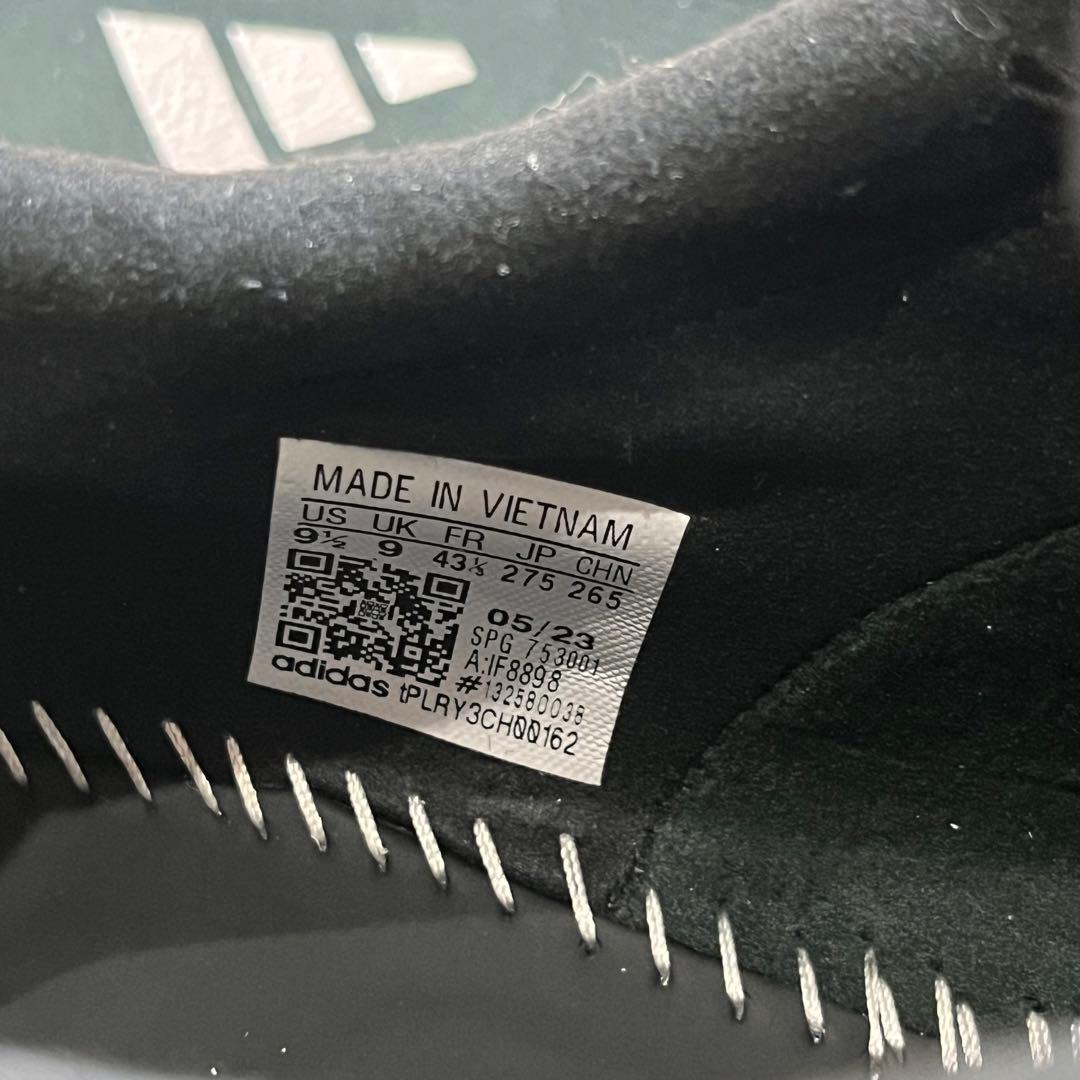 MADE IN VIETNAM
US UK FR JP CHN
9½ 9 43⅓ 275 265
05/23
SPG 753001
A:IF8898
#132580038
adidas tPLRY3CH00162